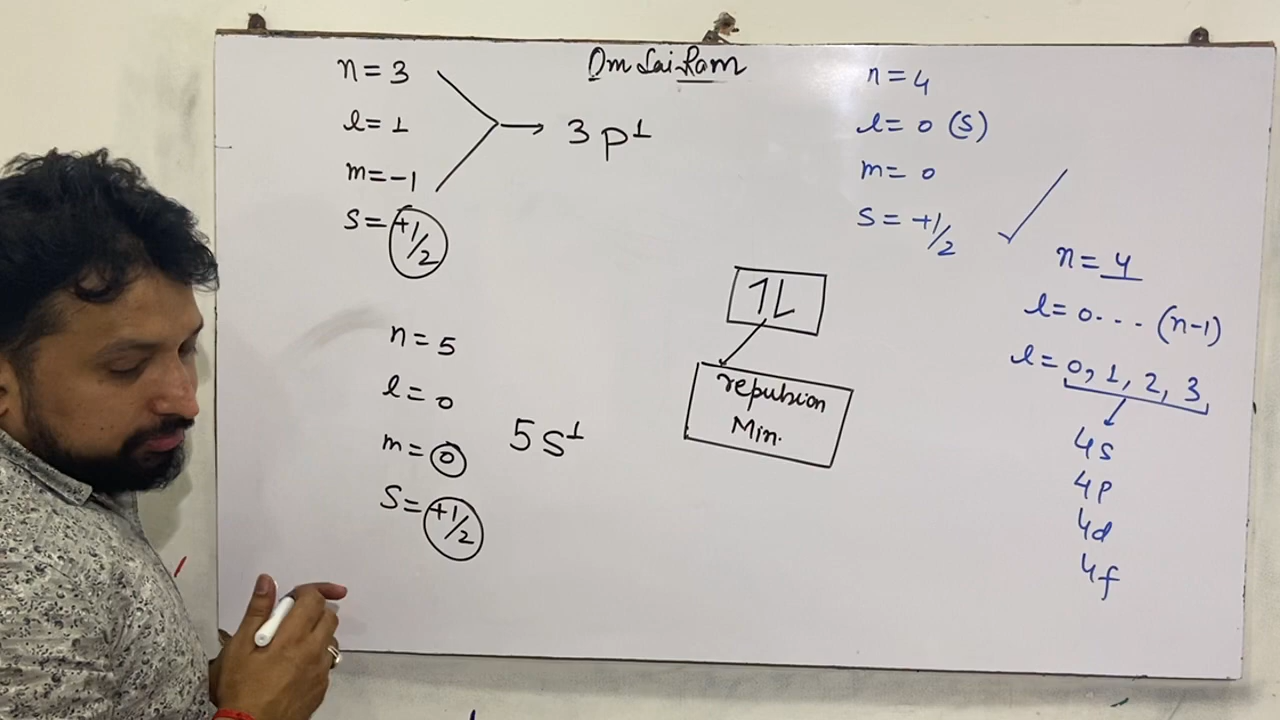 Om Sai Ram
n = 3
l = 1
m = -1
s = +1/2
→ 3p¹
n = 5
l = 0
m = 0
s = +1/2
5s¹
1L
repulsion
Min.
n = 4
l = 0 (s)
m = 0
s = +1/2
n = 4
l = 0 . . . (n-1)
l = 0, 1, 2, 3,
4s
4p
4d
4f